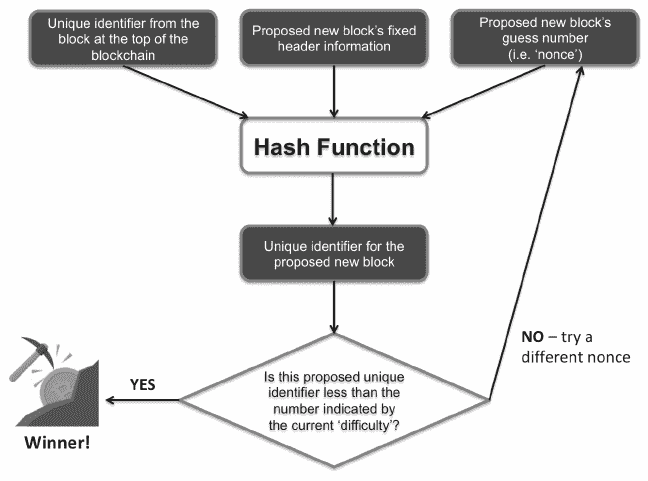 Unique identifier from the
block at the top of the
blockchain
Proposed new block's fixed
header information
Proposed new block's
guess number
(i.e. 'nonce')
Hash Function
Unique identifier for the
proposed new block
Is this proposed unique
identifier less than the
number indicated by
the current 'difficulty'?
NO – try a
different nonce
YES
Winner!